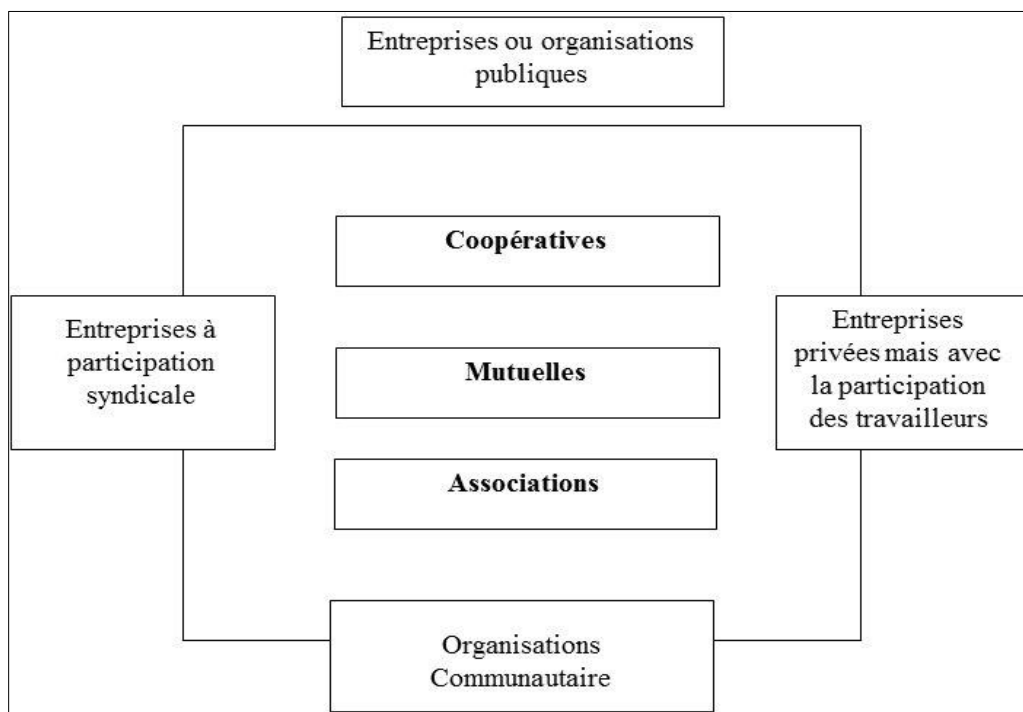 Entreprises ou organisations
publiques
Coopératives
Entreprises à
participation
syndicale
Mutuelles
Entreprises
privées mais avec
la participation
des travailleurs
Associations
Organisations
Communautaire